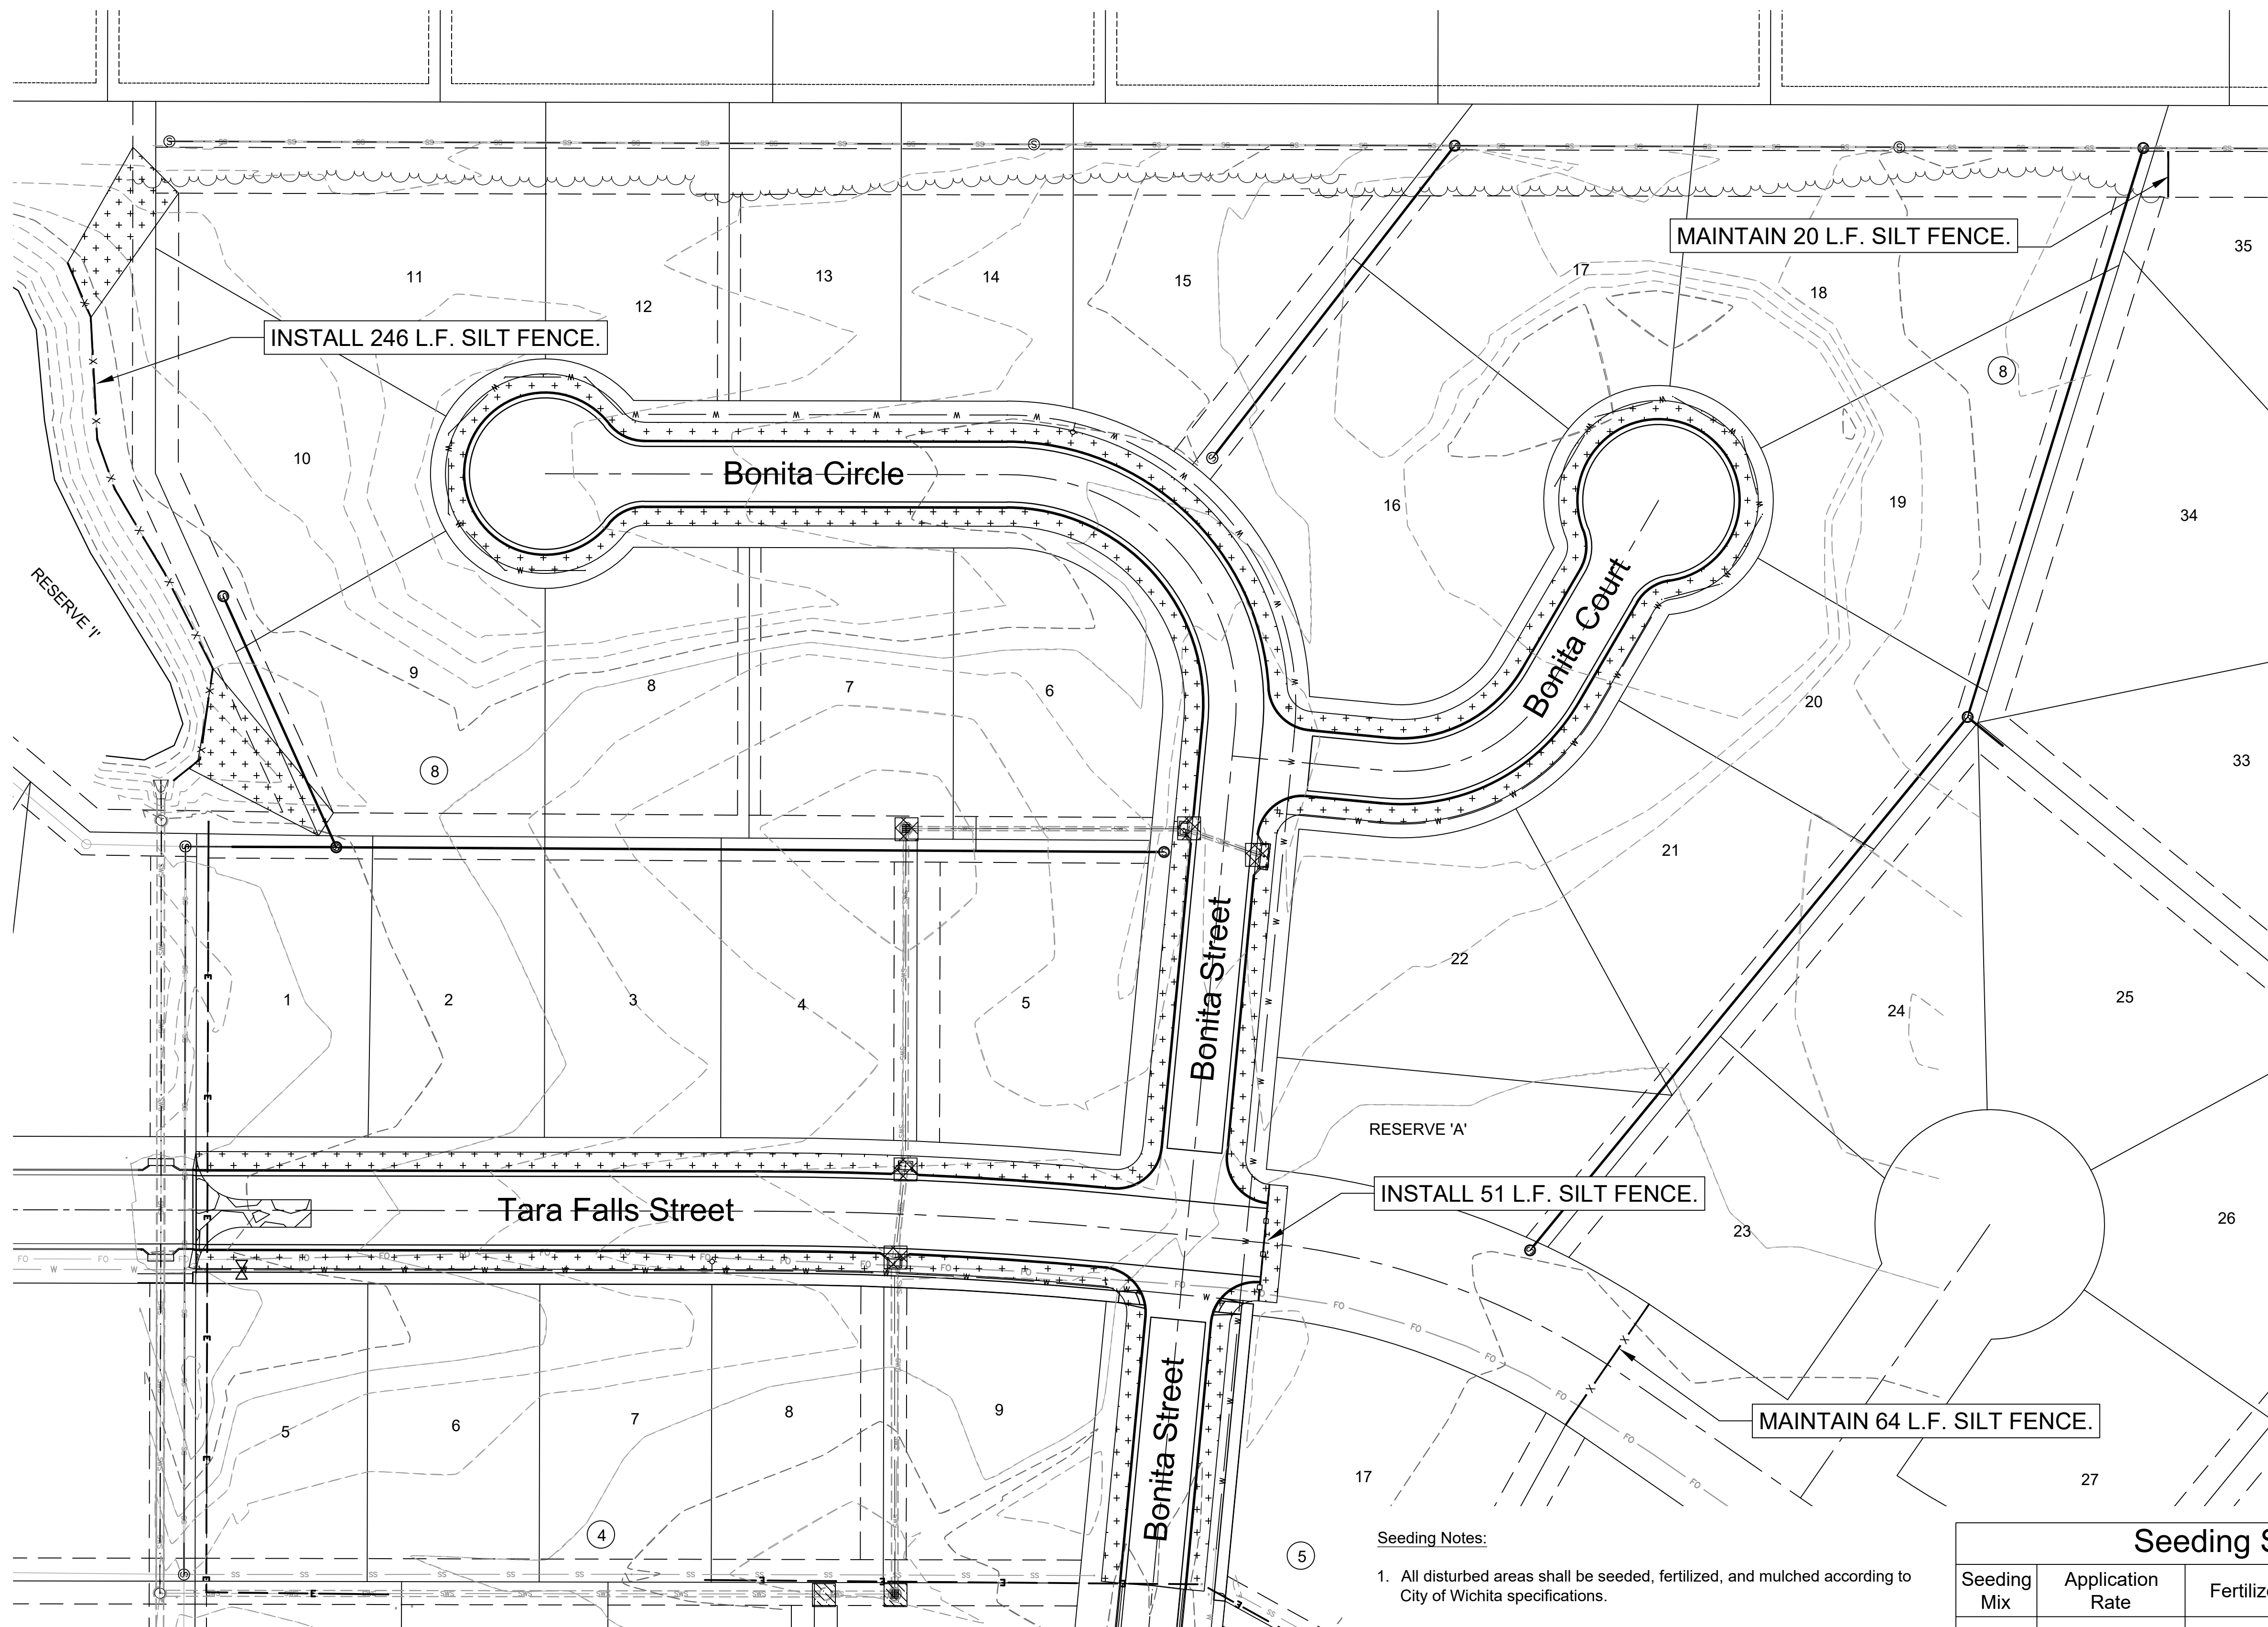 MAINTAIN 20 L.F. SILT FENCE.
35
11
12
13
14
15
17
18
INSTALL 246 L.F. SILT FENCE.
8
10
Bonita Circle
16
19
34
RESERVE 'I'
Bonita Court
9
8
7
6
20
8
33
21
22
1
2
3
4
5
Bonita Street
24
25
RESERVE 'A'
INSTALL 51 L.F. SILT FENCE.
Tara Falls Street
23
26
5
6
7
8
9
Bonita Street
MAINTAIN 64 L.F. SILT FENCE.
17
27
4
5
Seeding Notes:
1. All disturbed areas shall be seeded, fertilized, and mulched according to
City of Wichita specifications.
Seeding
Seeding
Mix
Application
Rate